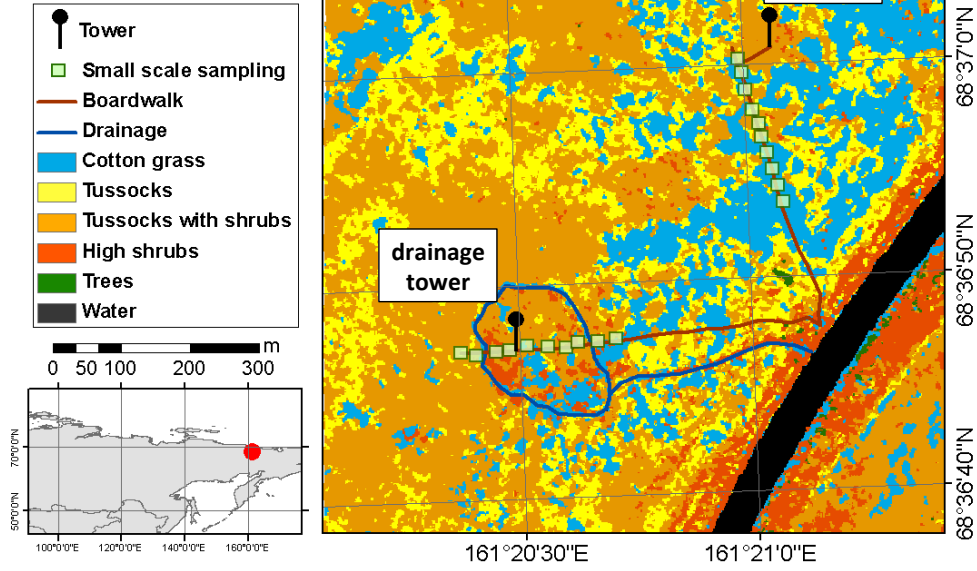 Tower
Small scale sampling
Boardwalk
Drainage
Cotton grass
Tussocks
Tussocks with shrubs
High shrubs
Trees
Water
m
0 50 100 200 300
70°0'0"N
50°0'0"N
100°0'0"E 120°0'0"E 140°0'0"E 160°0'0"E
drainage
tower
68°37'0"N
68°36'50"N
68°36'40"N
161°20'30"E 161°21'0"E